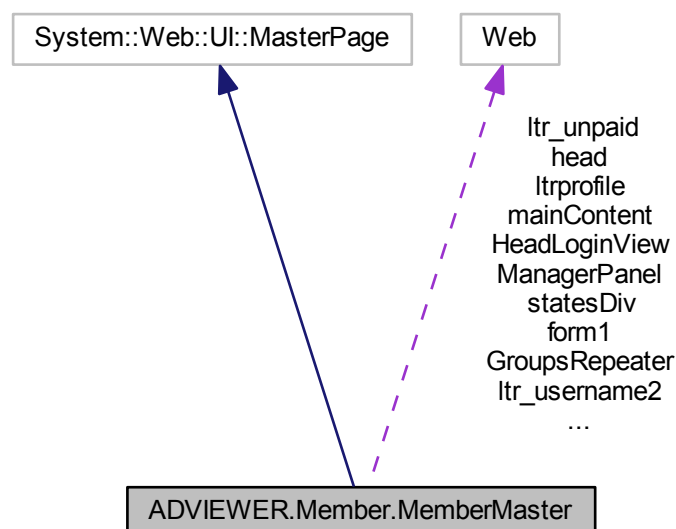 System::Web::UI::MasterPage
Web
ltr_unpaid
head
ltrprofile
mainContent
HeadLoginView
ManagerPanel
statesDiv
form1
GroupsRepeater
ltr_username2
...
ADVIEWER.Member.MemberMaster